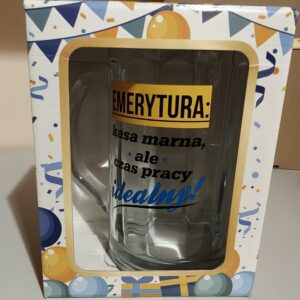 EMERYTURA:
kasa marna,
• ale •
czas pracy
idealny!